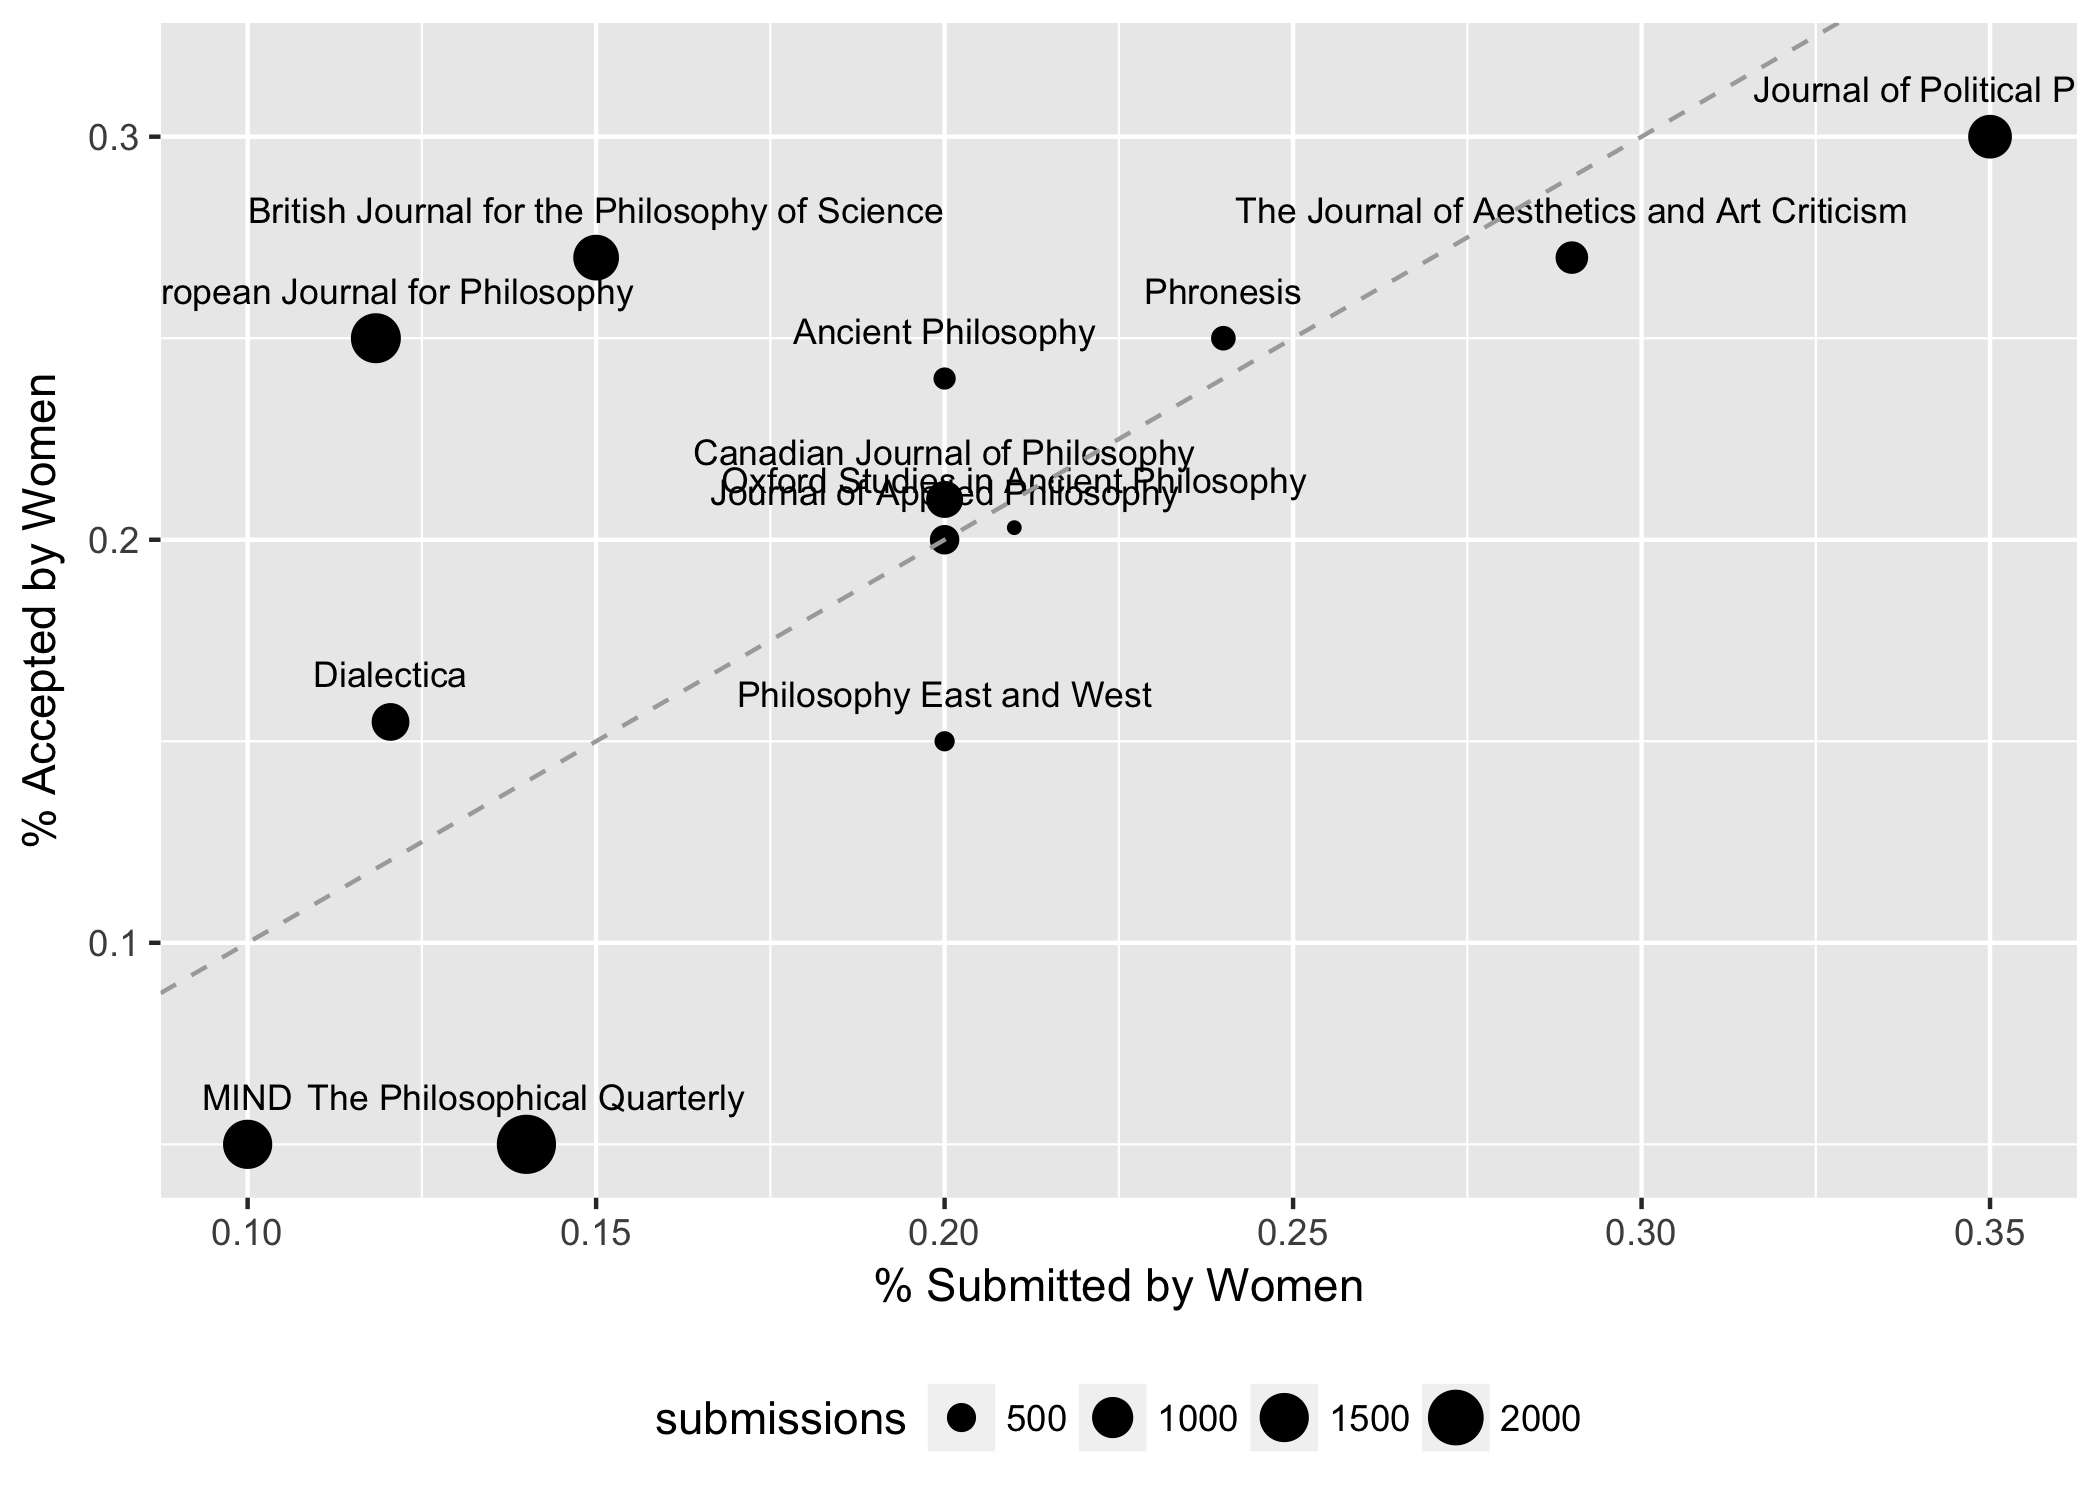 Journal of Political P
0.3
British Journal for the Philosophy of Science
The Journal of Aesthetics and Art Criticism
ropean Journal for Philosophy
Phronesis
Ancient Philosophy
Canadian Journal of Philosophy
Oxford Studies in Ancient Philosophy
Journal of Applied Philosophy
0.2
Dialectica
Philosophy East and West
0.1
MIND
The Philosophical Quarterly
% Accepted by Women
0.10 0.15 0.20 0.25 0.30 0.35
% Submitted by Women
submissions 500 1000 1500 2000